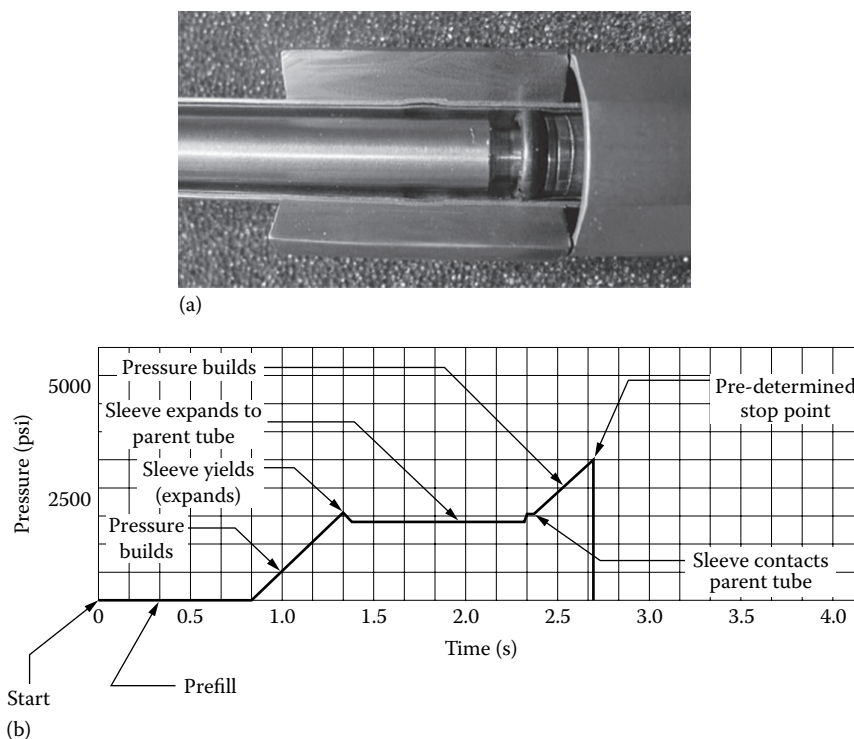 (a)
Pressure builds
5000
Pre-determined
stop point
Sleeve expands to
parent tube
Sleeve yields
(expands)
2500
Pressure (psi)
Pressure
builds
Sleeve contacts
parent tube
0 0.5 1.0 1.5 2.0 2.5 3.0 3.5 4.0
Time (s)
Start
Prefill
(b)